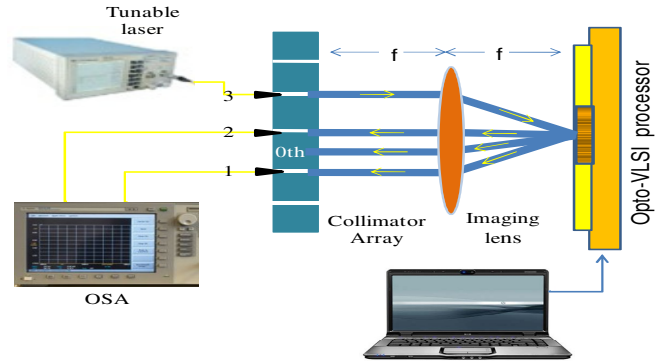 Tunable
laser
f
f
3
2
0th
1
Collimator
Array
Imaging
lens
Opto-VLSI processor
OSA